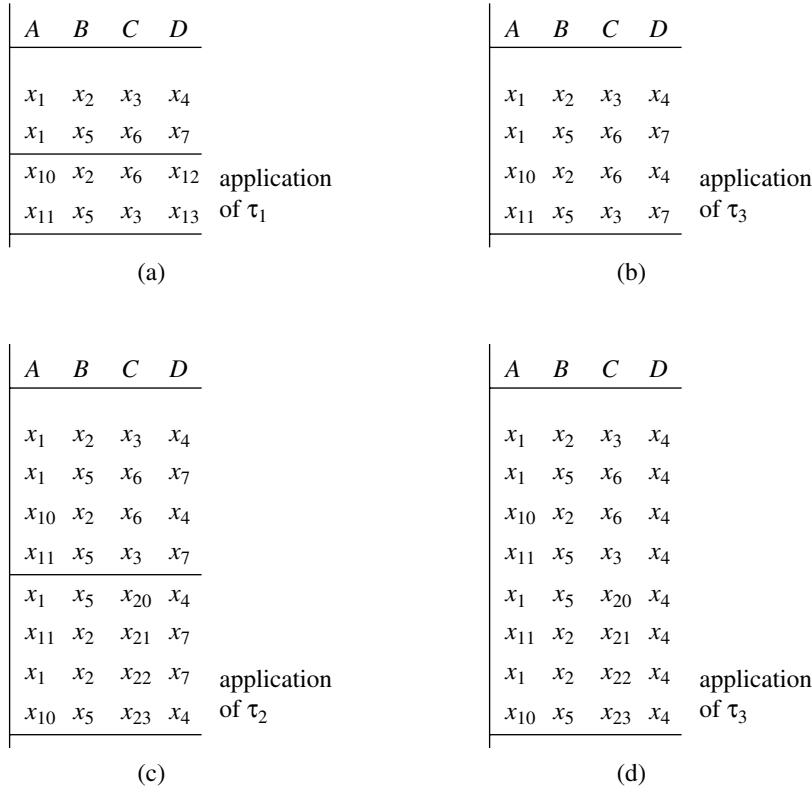 A B C D
x₁ x₂ x₃ x₄
x₁ x₅ x₆ x₇
x₁₀ x₂ x₆ x₁₂
x₁₁ x₅ x₃ x₁₃
application
of τ₁
(a)
A B C D
x₁ x₂ x₃ x₄
x₁ x₅ x₆ x₇
x₁₀ x₂ x₆ x₄
x₁₁ x₅ x₃ x₇
application
of τ₃
(b)
A B C D
x₁ x₂ x₃ x₄
x₁ x₅ x₆ x₇
x₁₀ x₂ x₆ x₄
x₁₁ x₅ x₃ x₇
x₁ x₅ x₂₀ x₄
x₁₁ x₂ x₂₁ x₇
x₁ x₂ x₂₂ x₇
x₁₀ x₅ x₂₃ x₄
application
of τ₂
(c)
A B C D
x₁ x₂ x₃ x₄
x₁ x₅ x₆ x₄
x₁₀ x₂ x₆ x₄
x₁₁ x₅ x₃ x₄
x₁ x₅ x₂₀ x₄
x₁₁ x₂ x₂₁ x₄
x₁ x₂ x₂₂ x₄
x₁₀ x₅ x₂₃ x₄
application
of τ₃
(d)